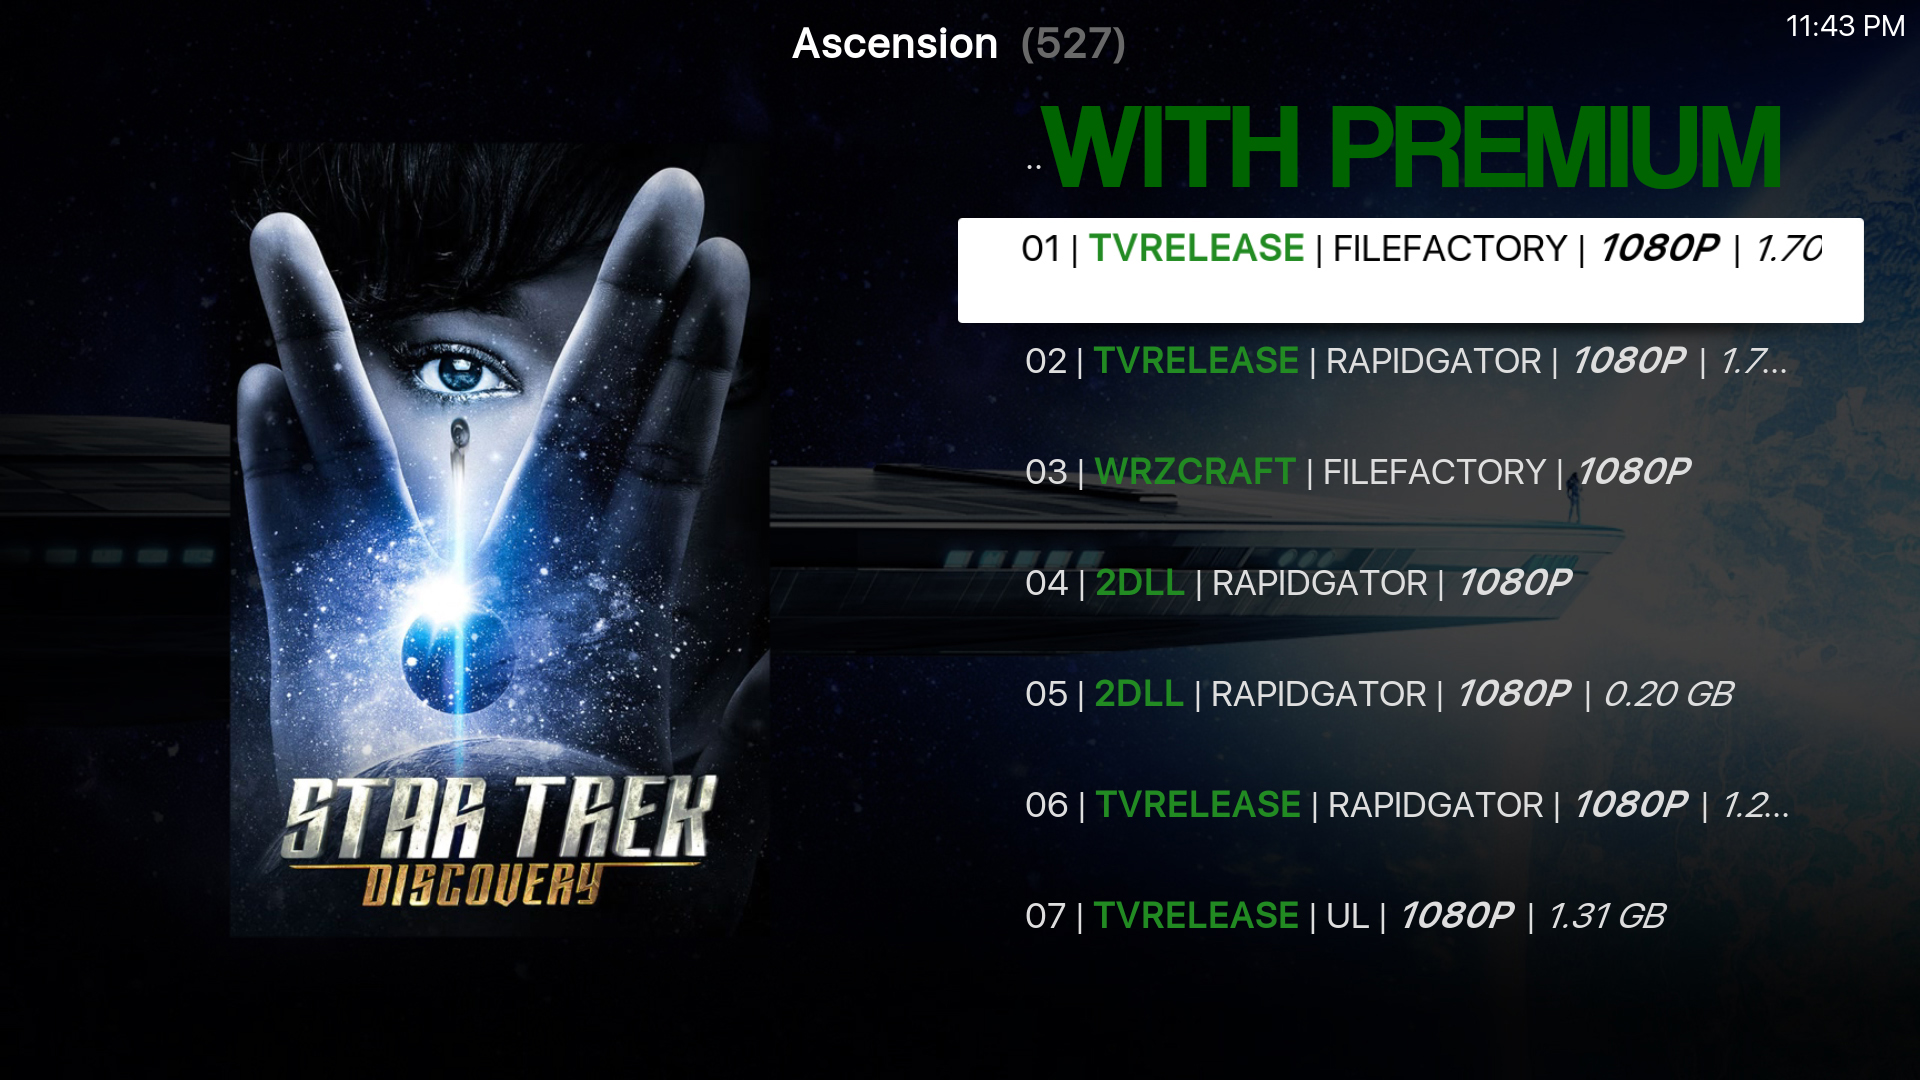 Ascension (527)
11:43 PM
WITH PREMIUM
..
01 | TVRELEASE | FILEFACTORY | 1080P | 1.70
02 | TVRELEASE | RAPIDGATOR | 1080P | 1.7...
03 | WRZCRAFT | FILEFACTORY | 1080P
04 | 2DLL | RAPIDGATOR | 1080P
05 | 2DLL | RAPIDGATOR | 1080P | 0.20 GB
06 | TVRELEASE | RAPIDGATOR | 1080P | 1.2...
07 | TVRELEASE | UL | 1080P | 1.31 GB
STAR TREK
DISCOVERY